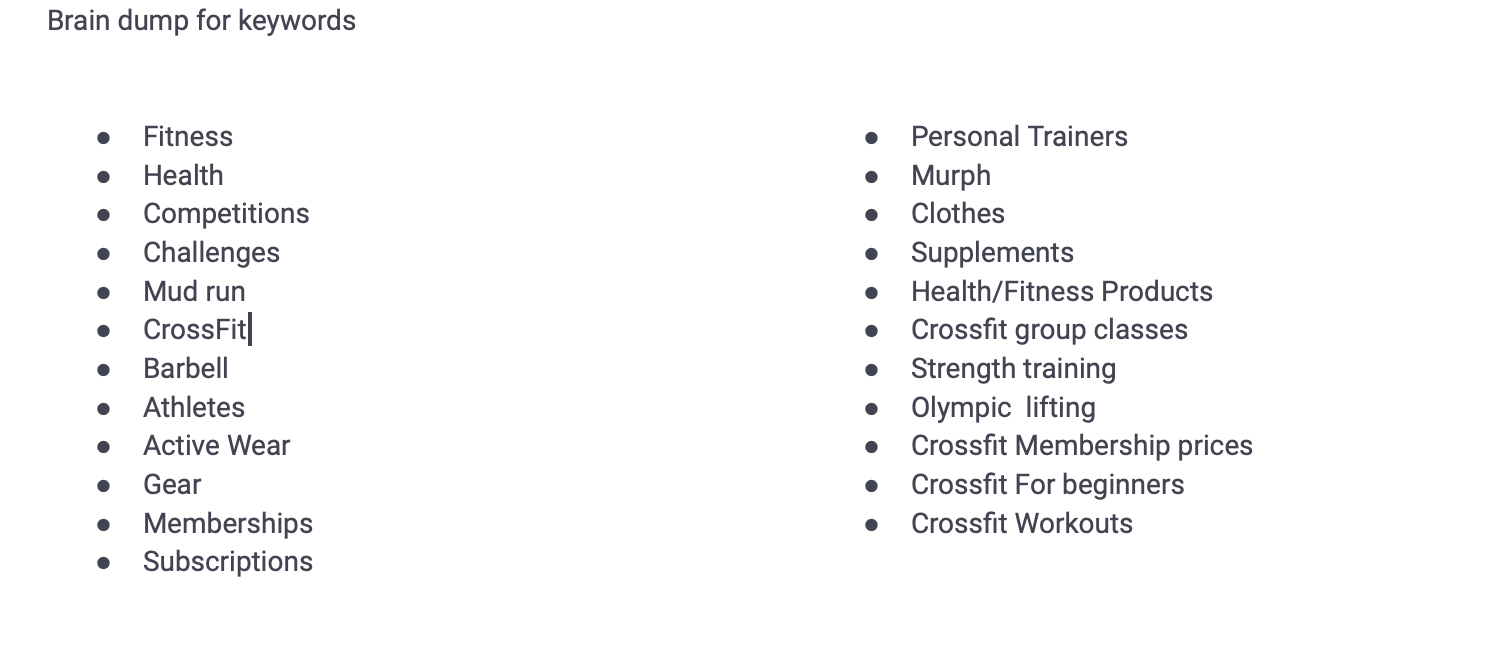 Brain dump for keywords
● Fitness
● Health
● Competitions
● Challenges
● Mud run
● CrossFit
● Barbell
● Athletes
● Active Wear
● Gear
● Memberships
● Subscriptions
● Personal Trainers
● Murph
● Clothes
● Supplements
● Health/Fitness Products
● Crossfit group classes
● Strength training
● Olympic  lifting
● Crossfit Membership prices
● Crossfit For beginners
● Crossfit Workouts